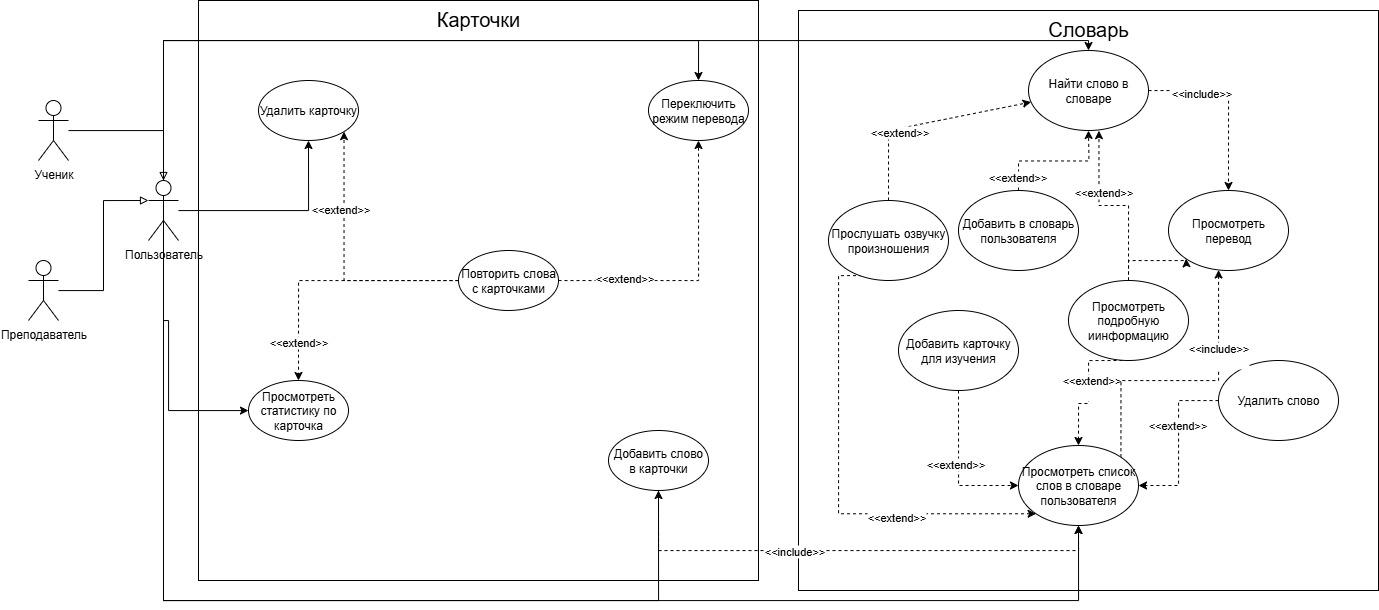 Карточки
Словарь
Удалить карточку
Переключить
режим перевода
Найти слово в
словаре
<<include>>
<<extend>>
Ученик
<<extend>>
<<extend>>
<<extend>>
Пользователь
Прослушать озвучку
произношения
Добавить в словарь
пользователя
Просмотреть
перевод
Повторить слова
с карточками
<<extend>>
Преподаватель
Просмотреть
подробную
иинформацию
<<extend>>
Добавить карточку
для изучения
<<include>>
<<extend>>
Просмотреть
статистику по
карточка
Удалить слово
<<extend>>
Добавить слово
в карточки
<<extend>>
Просмотреть список
слов в словаре
пользователя
<<extend>>
<<include>>